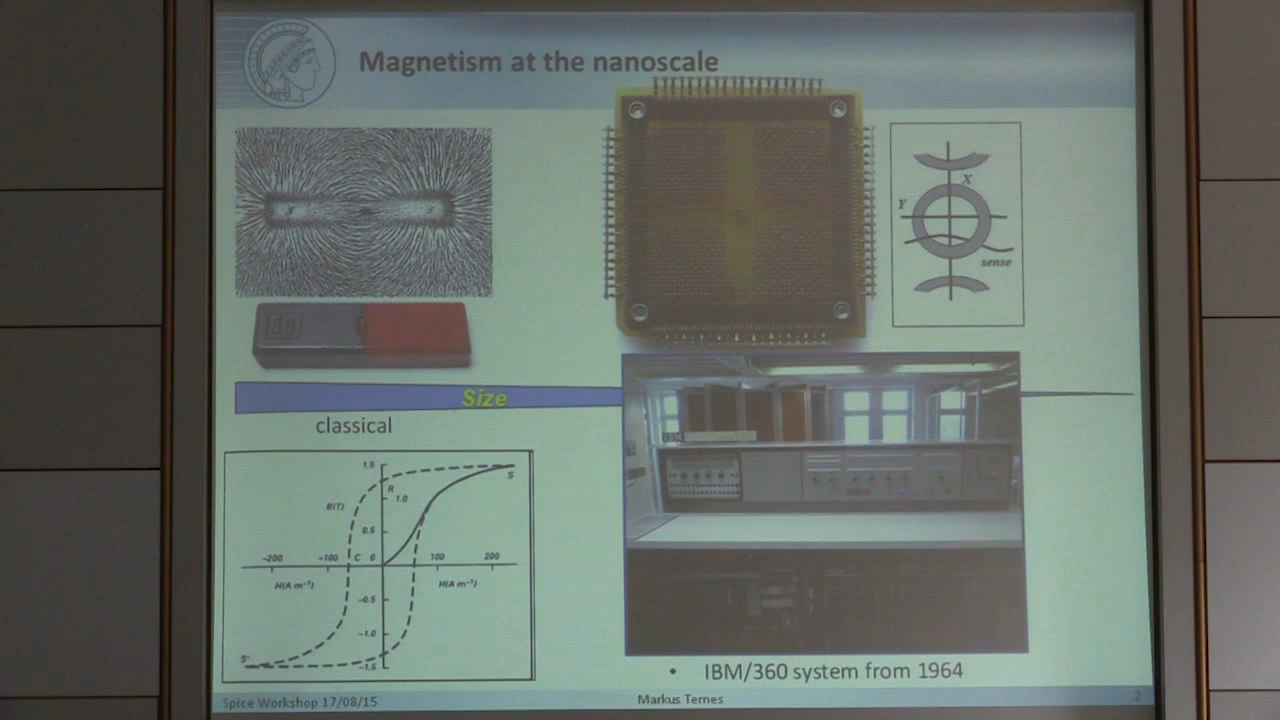 Magnetism at the nanoscale
X
Y
sense
Size
classical
1.5
S
R
1.0
B(T)
0.5
-200
-100
C
0
100
200
H(A m⁻¹)
H(A m⁻¹)
-0.5
-1.0
S'
-1.5
IBM
• IBM/360 system from 1964
Spice Workshop 17/08/15
Markus Ternes
2